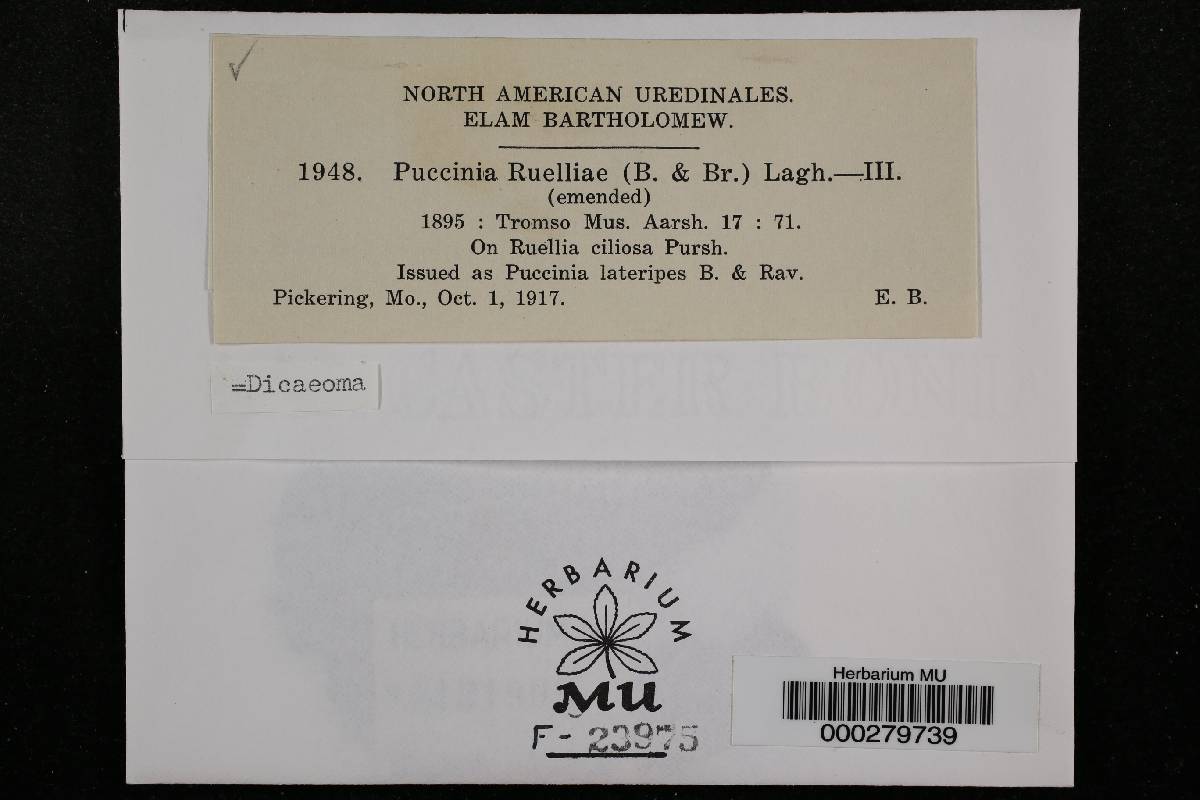 NORTH AMERICAN UREDINALES.
ELAM BARTHOLOMEW.
1948. Puccinia Ruelliae (B. & Br.) Lagh.—III.
(emended)
1895 : Tromso Mus. Aarsh. 17 : 71.
On Ruellia ciliosa Pursh.
Issued as Puccinia lateripes B. & Rav.
Pickering, Mo., Oct. 1, 1917. E. B.
=Dicaeoma
HERBARIUM
MU
F- 23975
Herbarium MU
000279739